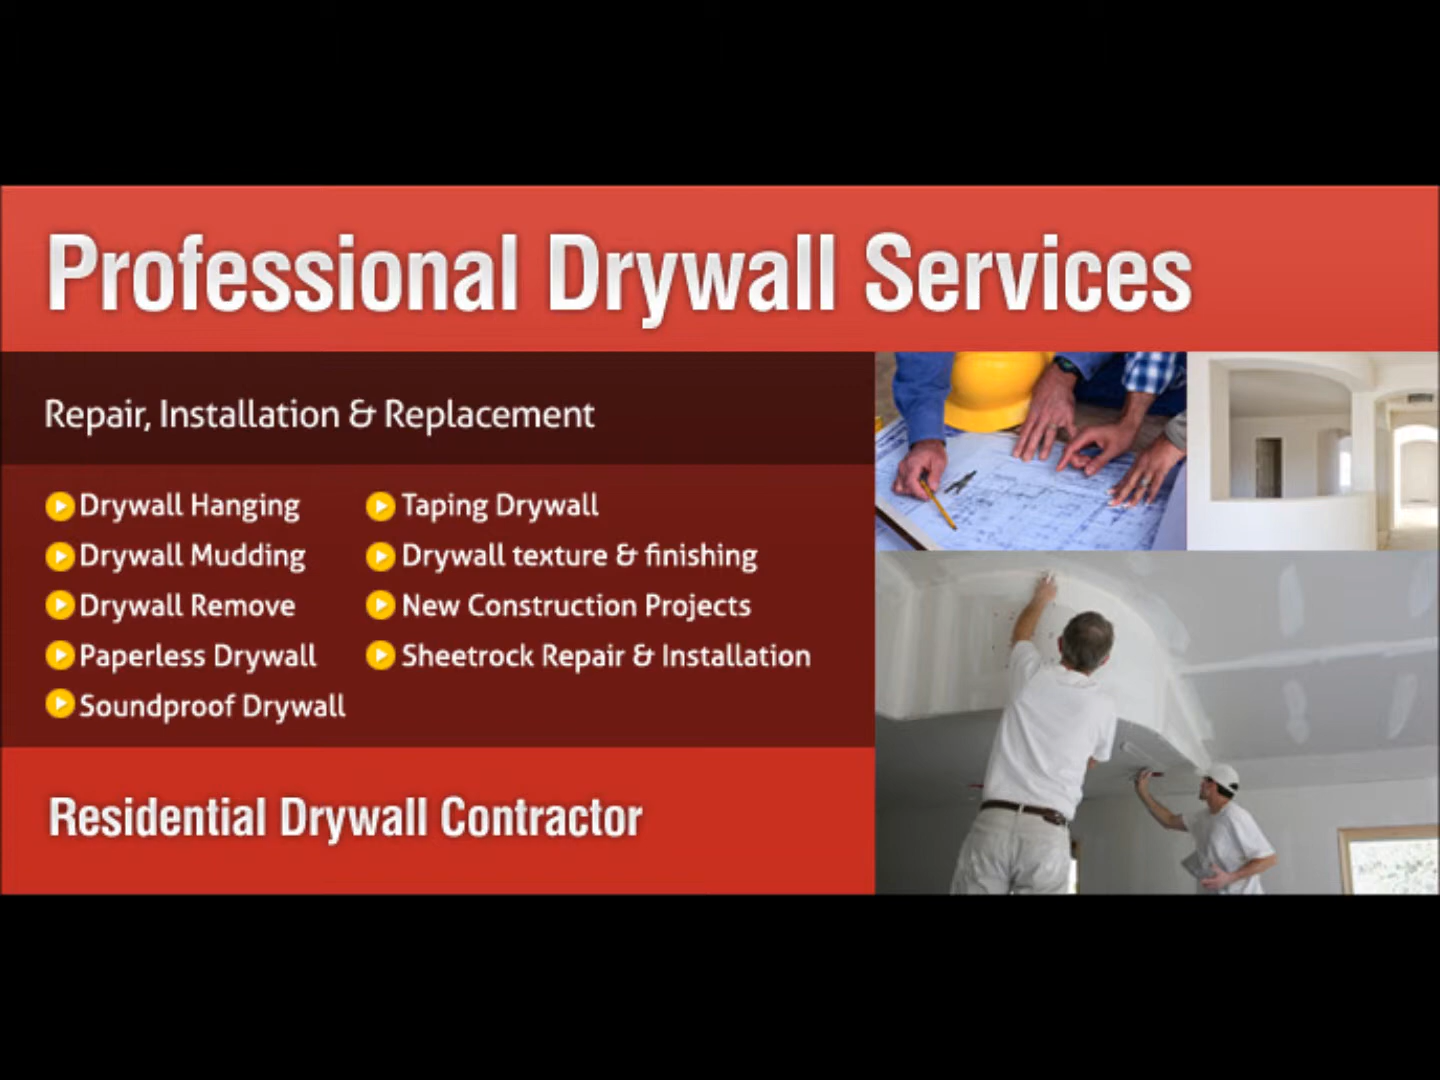 Professional Drywall Services
Repair, Installation & Replacement
Drywall Hanging
Drywall Mudding
Drywall Remove
Paperless Drywall
Soundproof Drywall
Taping Drywall
Drywall texture & finishing
New Construction Projects
Sheetrock Repair & Installation
Residential Drywall Contractor